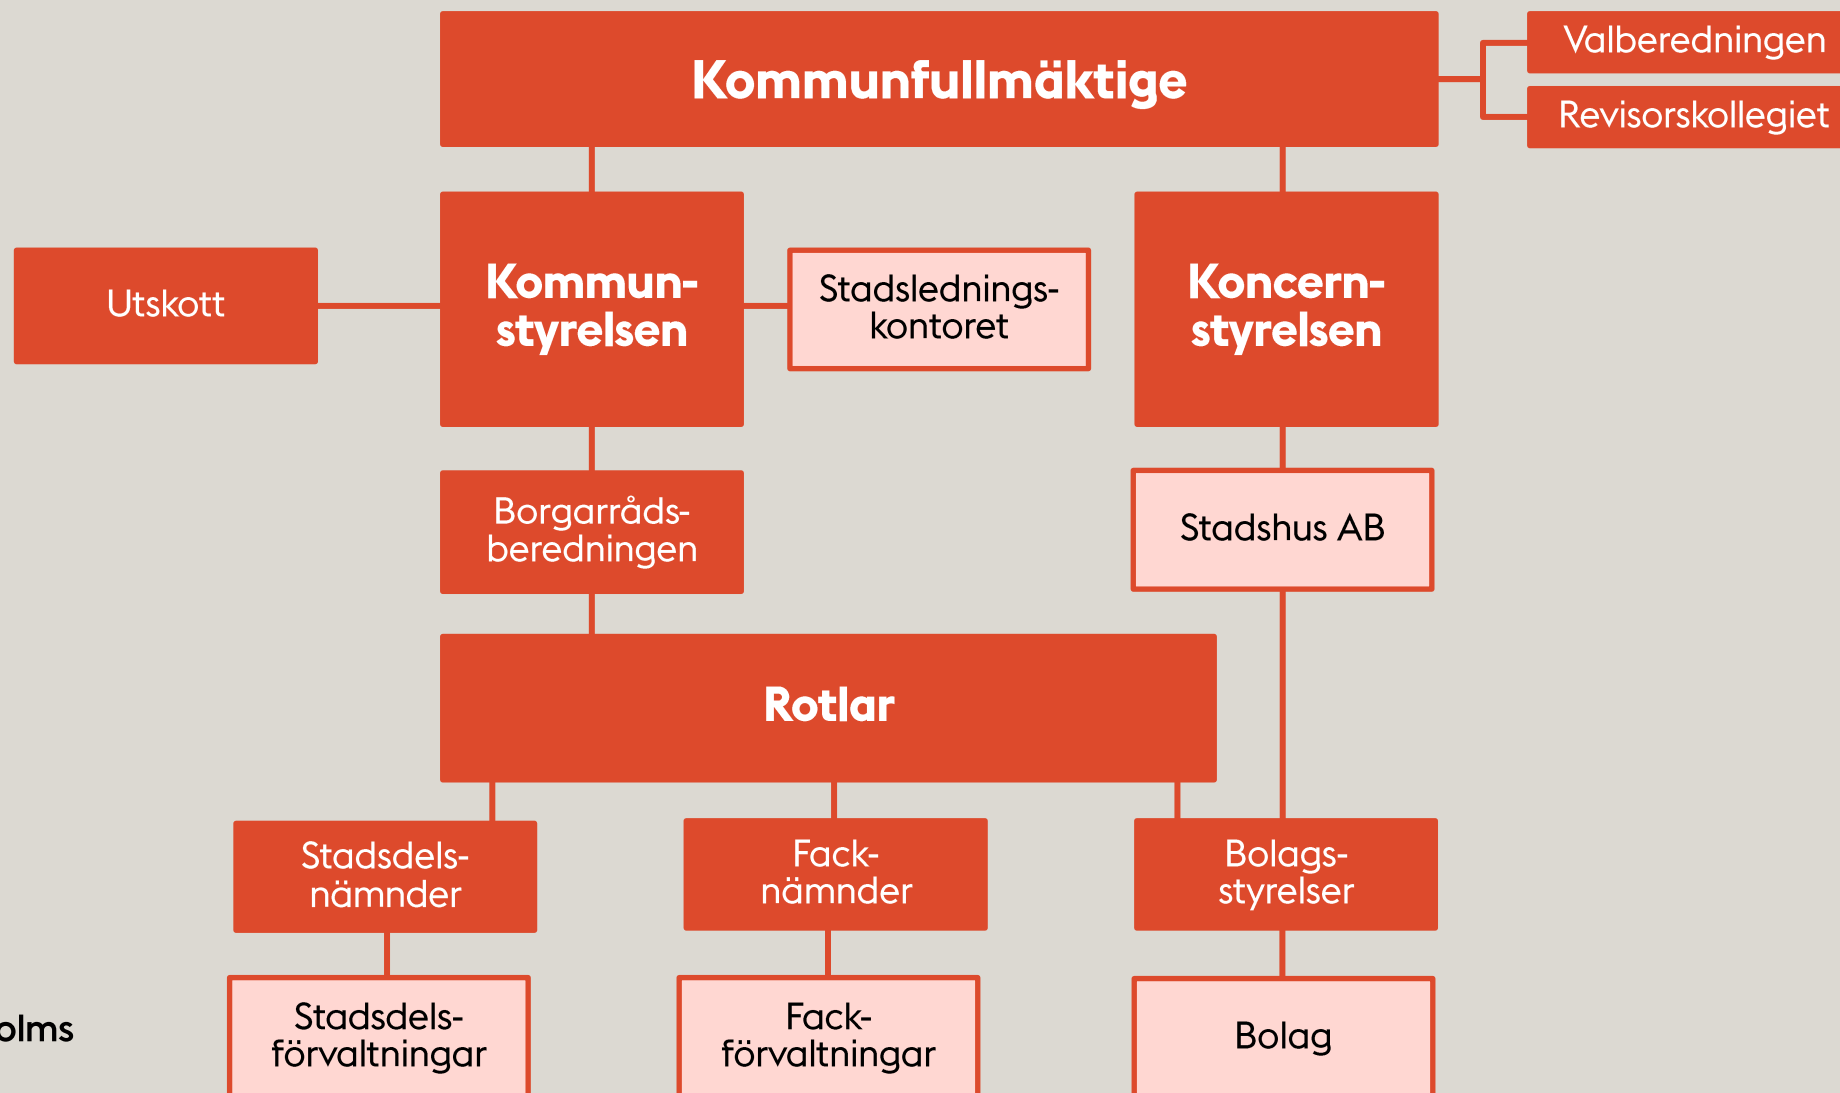 Kommunfullmäktige
Valberedningen
Revisorskollegiet
Utskott
Kommun-
styrelsen
Stadslednings-
kontoret
Koncern-
styrelsen
Borgarråds-
beredningen
Stadshus AB
Rotlar
Stadsdels-
nämnder
Fack-
nämnder
Bolags-
styrelser
Stadsdels-
förvaltningar
Fack-
förvaltningar
Bolag